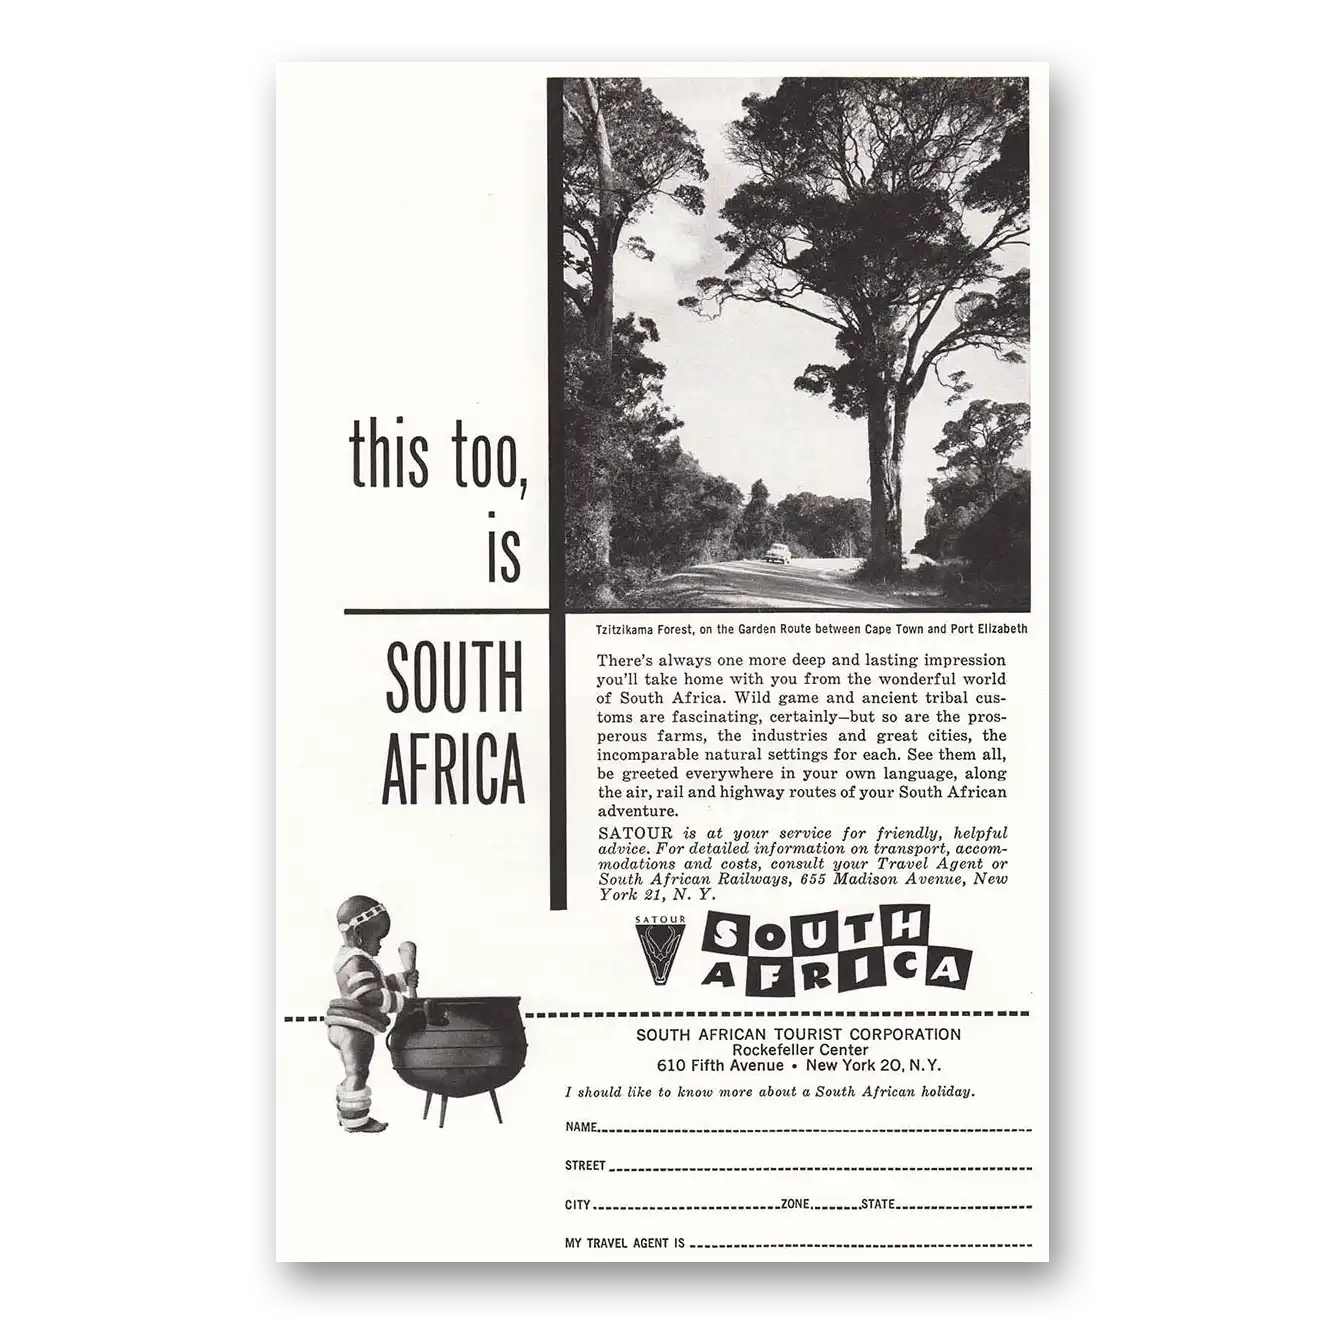 this too,
is
SOUTH
AFRICA
Tzitzikama Forest, on the Garden Route between Cape Town and Port Elizabeth
There's always one more deep and lasting impression
you'll take home with you from the wonderful world
of South Africa. Wild game and ancient tribal cus-
toms are fascinating, certainly—but so are the pros-
perous farms, the industries and great cities, the
incomparable natural settings for each. See them all,
be greeted everywhere in your own language, along
the air, rail and highway routes of your South African
adventure.
SATOUR is at your service for friendly, helpful
advice. For detailed information on transport, accom-
modations and costs, consult your Travel Agent or
South African Railways, 655 Madison Avenue, New
York 21, N. Y.
SATOUR
SOUTH
AFRICA
SOUTH AFRICAN TOURIST CORPORATION
Rockefeller Center
610 Fifth Avenue • New York 20, N.Y.
I should like to know more about a South African holiday.
NAME
STREET
CITY ZONE STATE
MY TRAVEL AGENT IS